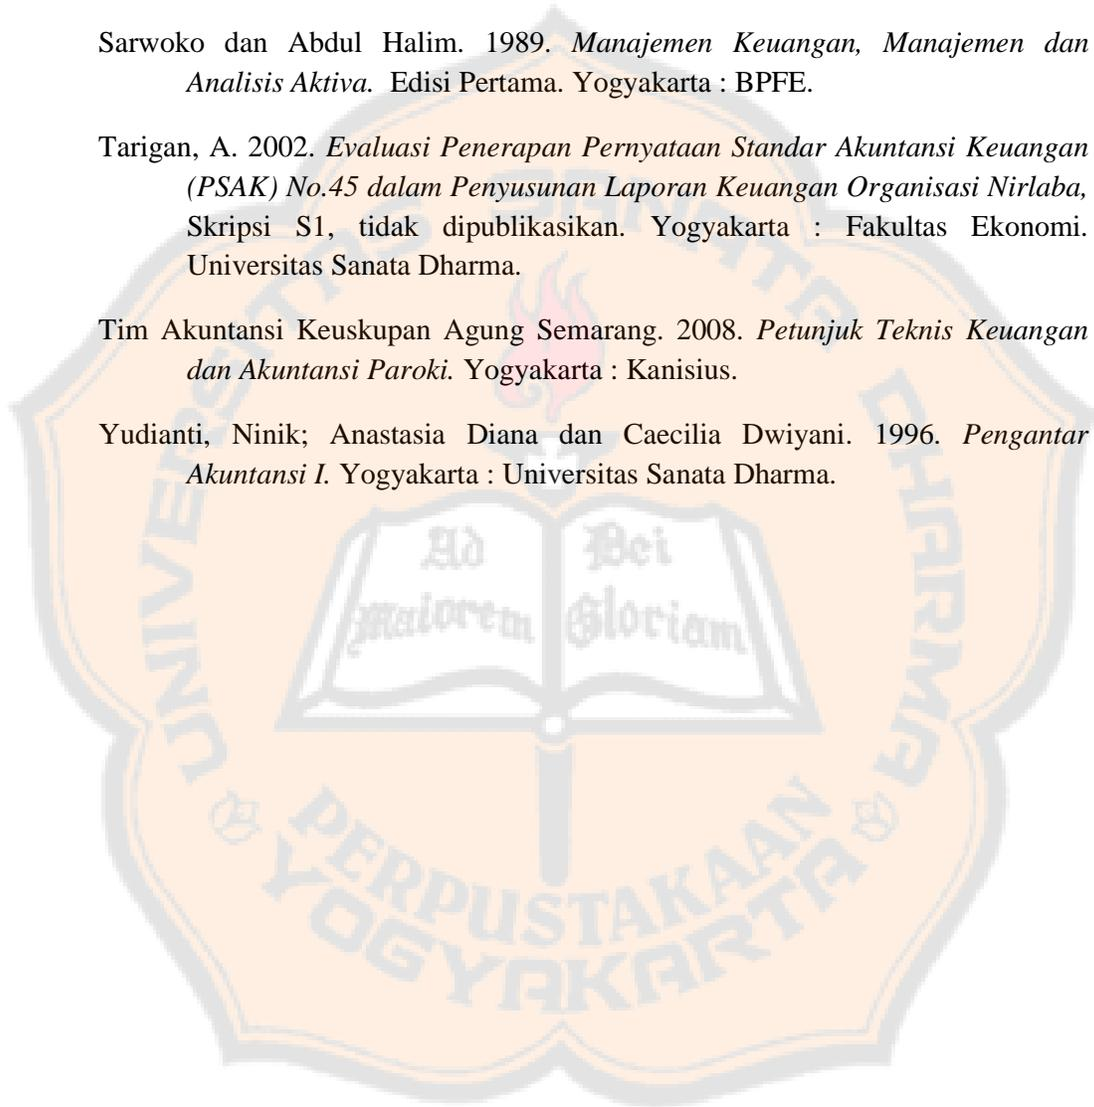 Sarwoko dan Abdul Halim. 1989. Manajemen Keuangan, Manajemen dan
Analisis Aktiva. Edisi Pertama. Yogyakarta : BPFE.
Tarigan, A. 2002. Evaluasi Penerapan Pernyataan Standar Akuntansi Keuangan
(PSAK) No.45 dalam Penyusunan Laporan Keuangan Organisasi Nirlaba,
Skripsi S1, tidak dipublikasikan. Yogyakarta : Fakultas Ekonomi.
Universitas Sanata Dharma.
Tim Akuntansi Keuskupan Agung Semarang. 2008. Petunjuk Teknis Keuangan
dan Akuntansi Paroki. Yogyakarta : Kanisius.
Yudianti, Ninik; Anastasia Diana dan Caecilia Dwiyani. 1996. Pengantar
Akuntansi I. Yogyakarta : Universitas Sanata Dharma.
UNIVERSITAS SANATA DHARMA
Ad Dei
maiorem Gloriam
PERPUSTAKAAN
YOGYAKARTA